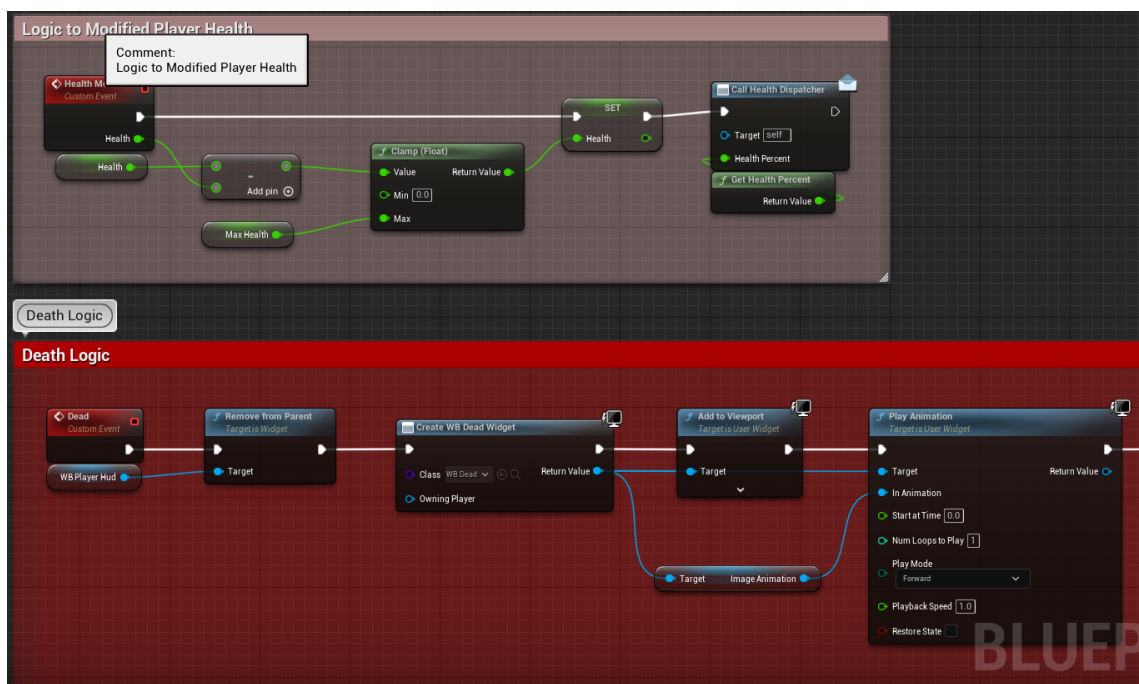 Logic to Modified Player Health
Comment:
Logic to Modified Player Health
Health
Custom Event
Health
Health
-
Add pin
Max Health
Clamp (Float)
Value
Return Value
Min 0.0
Max
SET
Health
Call Health Dispatcher
Target self
Health Percent
Get Health Percent
Return Value
Death Logic
Death Logic
Dead
Custom Event
WB Player Hud
Remove from Parent
Target is Widget
Target
Create WB Dead Widget
Class WB Dead
Return Value
Owning Player
Add to Viewport
Target is User Widget
Target
Target
Image Animation
Play Animation
Target is User Widget
Target
Return Value
In Animation
Start at Time 0.0
Num Loops to Play 1
Play Mode
Forward
Playback Speed 1.0
Restore State
BLUEP